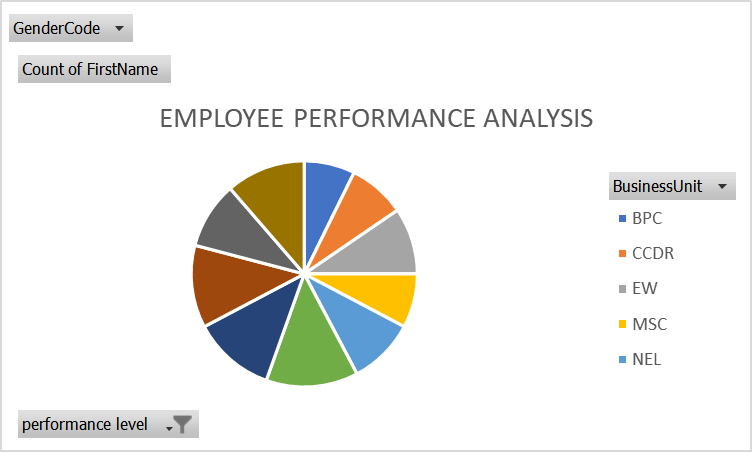 GenderCode
Count of FirstName
EMPLOYEE PERFORMANCE ANALYSIS
BusinessUnit
BPC
CCDR
EW
MSC
NEL
performance level